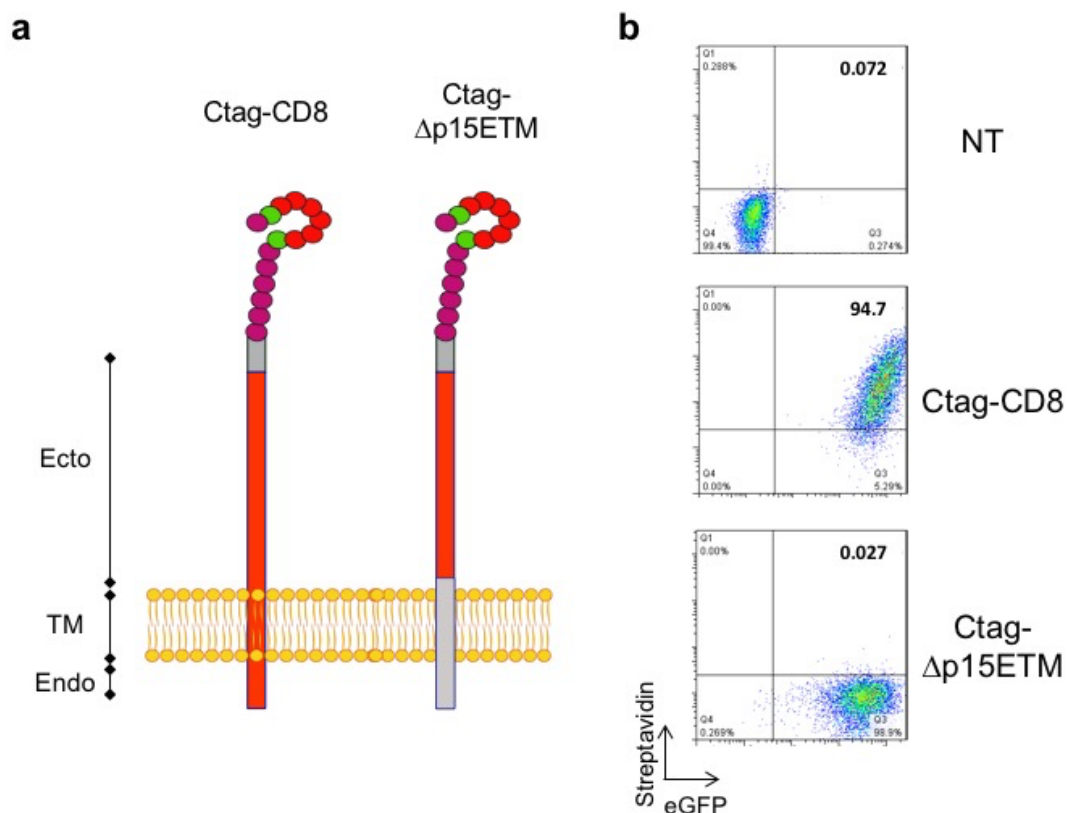 a
b
Ctag-CD8
Ctag-
∆p15ETM
Ecto
TM
Endo
Q1
0.288%
0.072
Q4
99.4%
Q3
0.274%
NT
Q1
0.00%
94.7
Q4
0.00%
Q3
5.29%
Ctag-CD8
Q1
0.00%
0.027
Q4
0.269%
Q3
98.9%
Ctag-
∆p15ETM
Streptavidin
eGFP